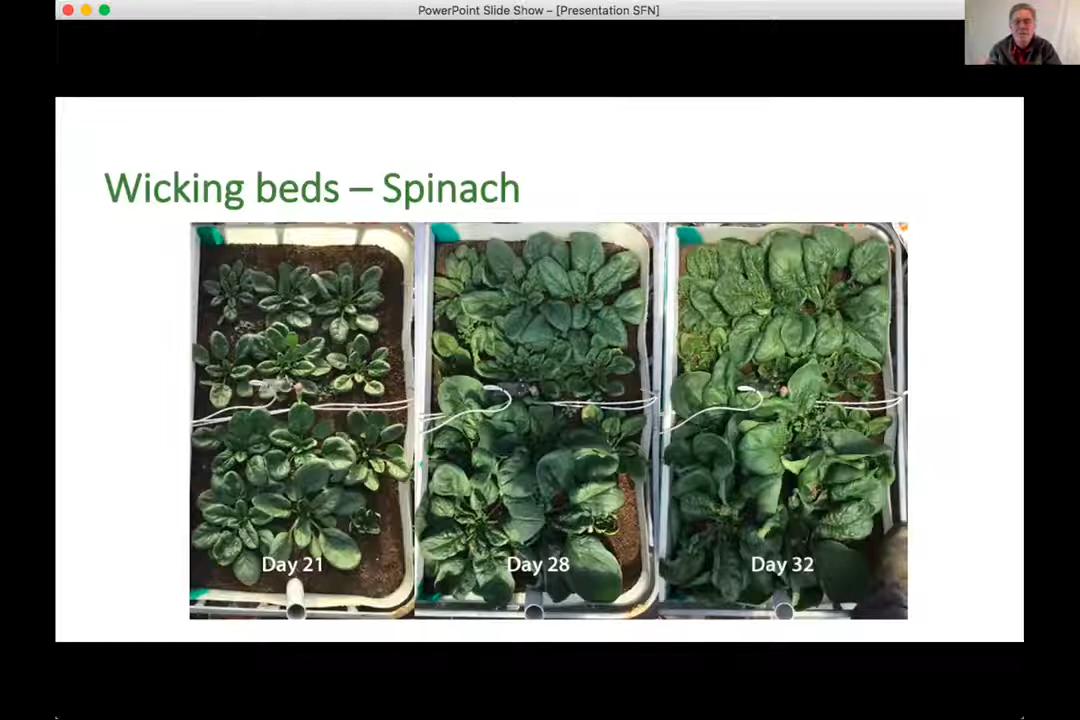 PowerPoint Slide Show – [Presentation SFN]
Wicking beds – Spinach
Day 21
Day 28
Day 32